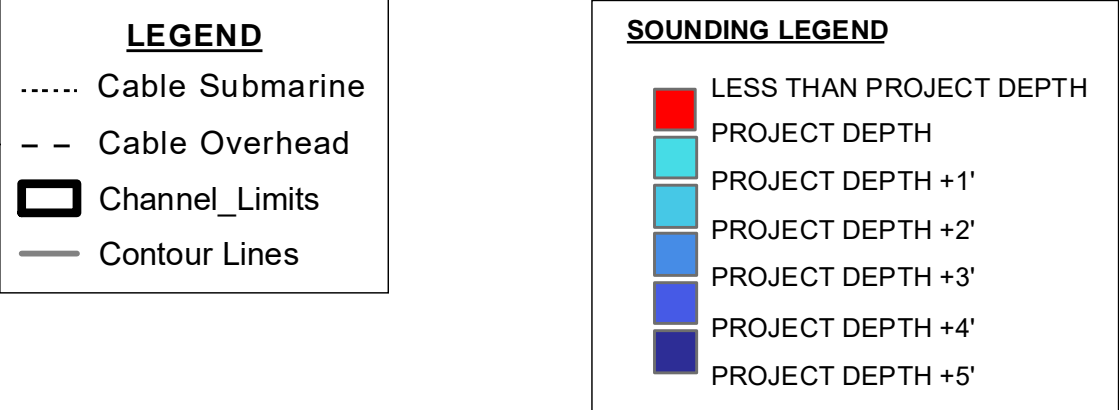 LEGEND
Cable Submarine
Cable Overhead
Channel_Limits
Contour Lines
SOUNDING LEGEND
LESS THAN PROJECT DEPTH
PROJECT DEPTH
PROJECT DEPTH +1'
PROJECT DEPTH +2'
PROJECT DEPTH +3'
PROJECT DEPTH +4'
PROJECT DEPTH +5'